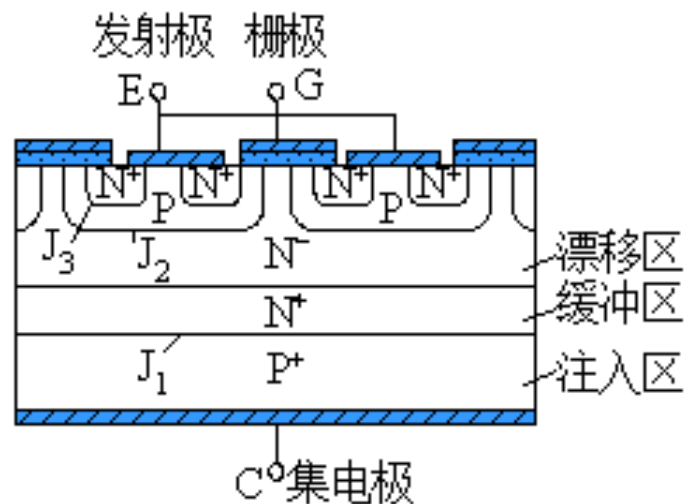 发射极 栅极
E G
N⁺ N⁺ N⁺ N⁺
P P
J₃ J₂ N⁻ 漂移区
N⁺ 缓冲区
J₁ P⁺ 注入区
C 集电极